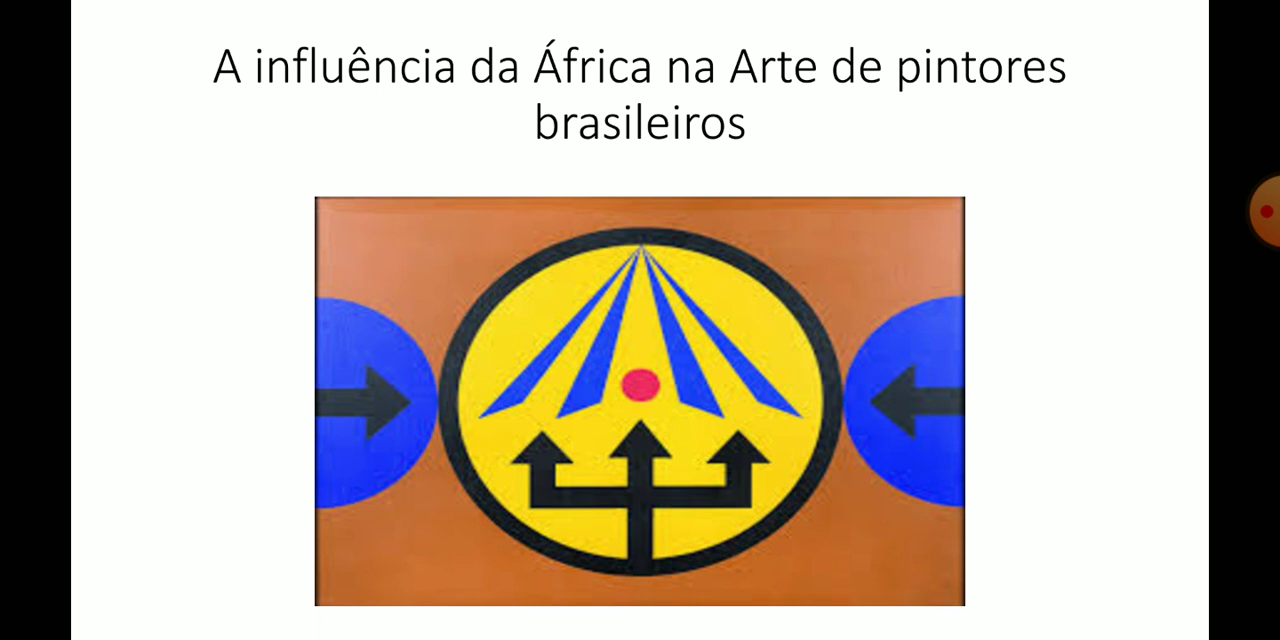 A influência da África na Arte de pintores
brasileiros